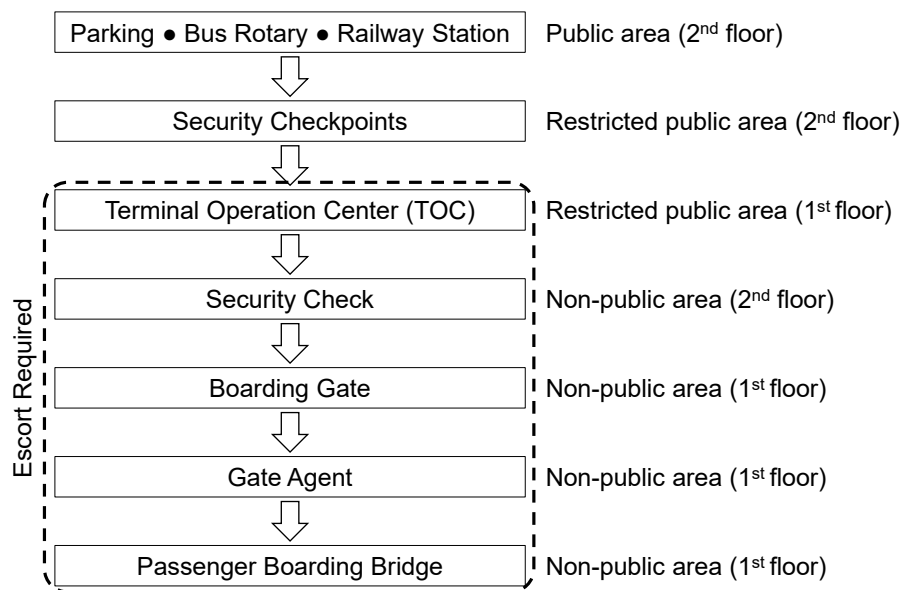 Parking ● Bus Rotary ● Railway Station Public area (2nd floor)
Security Checkpoints Restricted public area (2nd floor)
Terminal Operation Center (TOC) Restricted public area (1st floor)
Security Check Non-public area (2nd floor)
Boarding Gate Non-public area (1st floor)
Gate Agent Non-public area (1st floor)
Passenger Boarding Bridge Non-public area (1st floor)
Escort Required